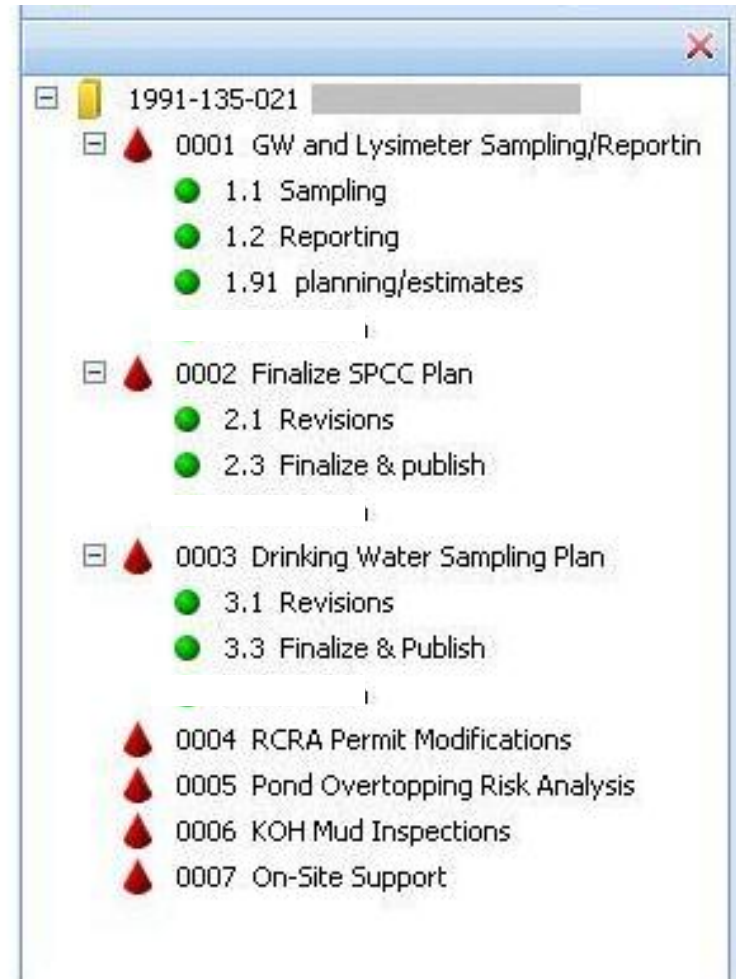 1991-135-021
0001 GW and Lysimeter Sampling/Reportin
1.1 Sampling
1.2 Reporting
1.91 planning/estimates
0002 Finalize SPCC Plan
2.1 Revisions
2.3 Finalize & publish
0003 Drinking Water Sampling Plan
3.1 Revisions
3.3 Finalize & Publish
0004 RCRA Permit Modifications
0005 Pond Overtopping Risk Analysis
0006 KOH Mud Inspections
0007 On-Site Support